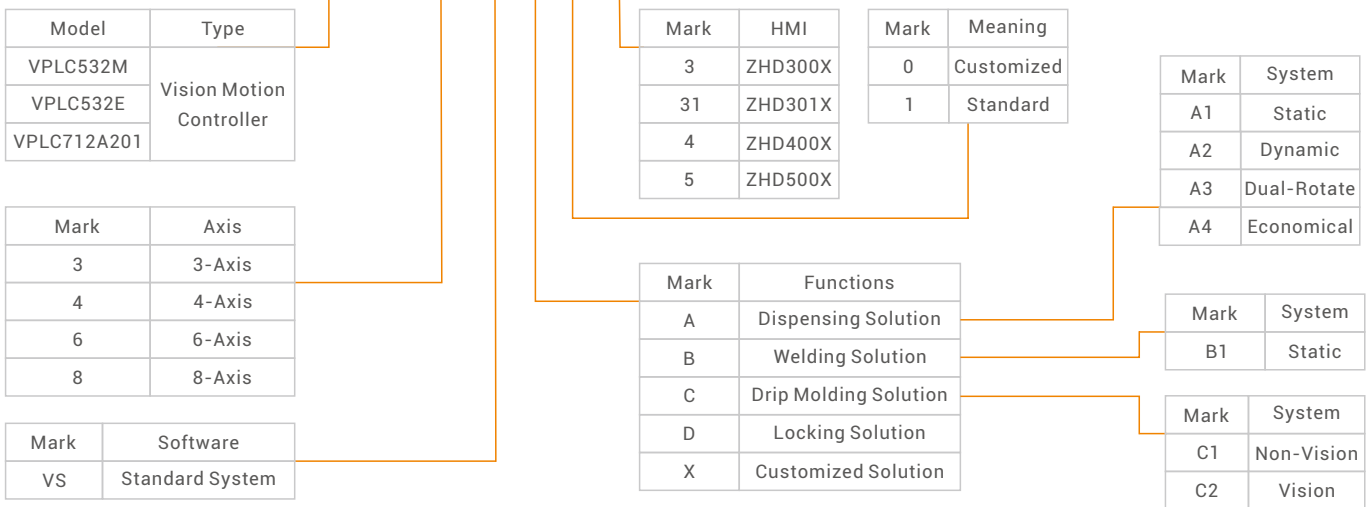 Model Type
VPLC532M Vision Motion Controller
VPLC532E
VPLC712A201
Mark Axis
3 3-Axis
4 4-Axis
6 6-Axis
8 8-Axis
Mark Software
VS Standard System
Mark HMI
3 ZHD300X
31 ZHD301X
4 ZHD400X
5 ZHD500X
Mark Meaning
0 Customized
1 Standard
Mark Functions
A Dispensing Solution
B Welding Solution
C Drip Molding Solution
D Locking Solution
X Customized Solution
Mark System
A1 Static
A2 Dynamic
A3 Dual-Rotate
A4 Economical
Mark System
B1 Static
Mark System
C1 Non-Vision
C2 Vision